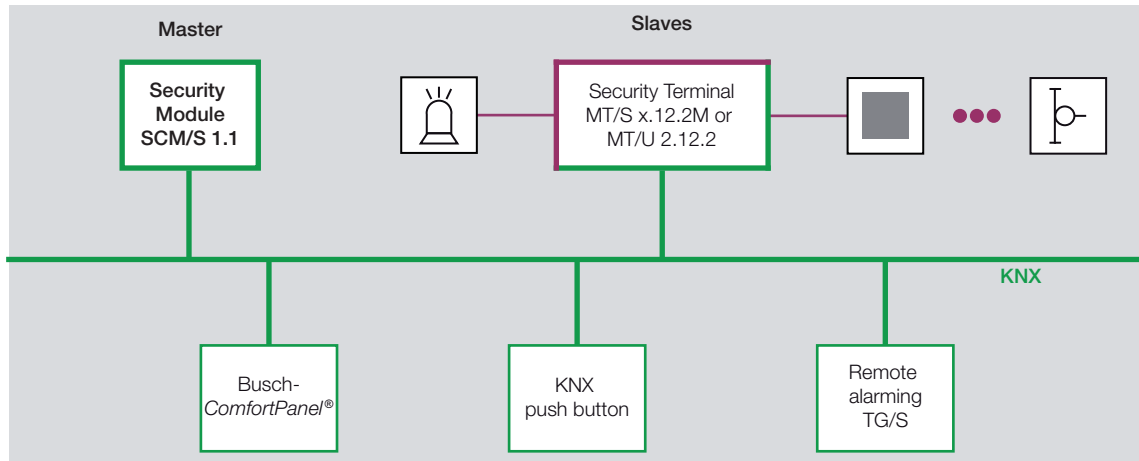 Master
Slaves
Security
Module
SCM/S 1.1
Security Terminal
MT/S x.12.2M or
MT/U 2.12.2
KNX
Busch-
ComfortPanel®
KNX
push button
Remote
alarming
TG/S